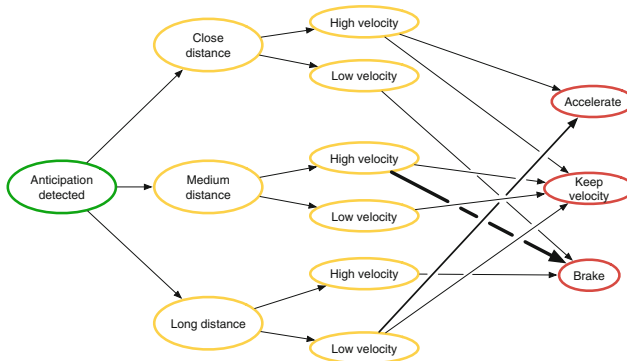 High velocity
Close
distance
Low velocity
Accelerate
High velocity
Anticipation
detected
Medium
distance
Keep
velocity
Low velocity
High velocity
Brake
Long distance
Low velocity